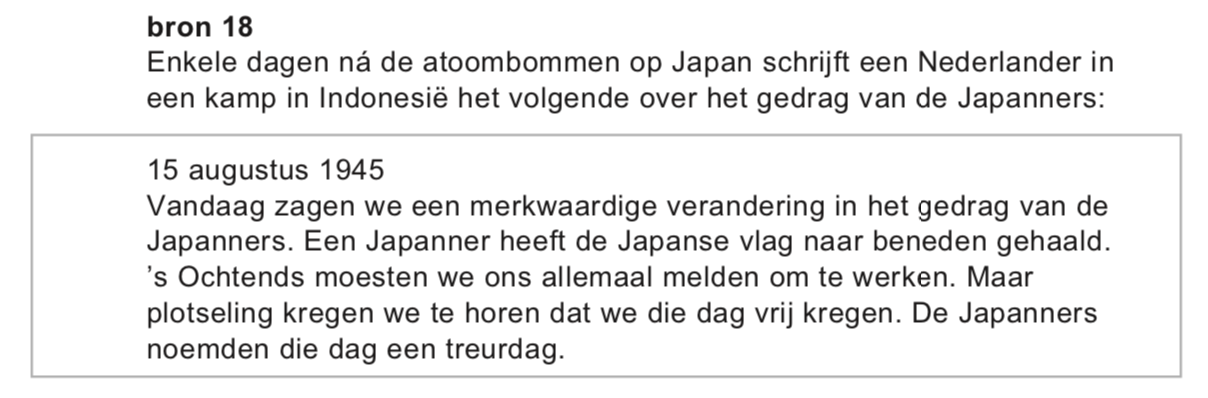 bron 18
Enkele dagen ná de atoombommen op Japan schrijft een Nederlander in
een kamp in Indonesië het volgende over het gedrag van de Japanners:
15 augustus 1945
Vandaag zagen we een merkwaardige verandering in het gedrag van de
Japanners. Een Japanner heeft de Japanse vlag naar beneden gehaald.
’s Ochtends moesten we ons allemaal melden om te werken. Maar
plotseling kregen we te horen dat we die dag vrij kregen. De Japanners
noemden die dag een treurdag.